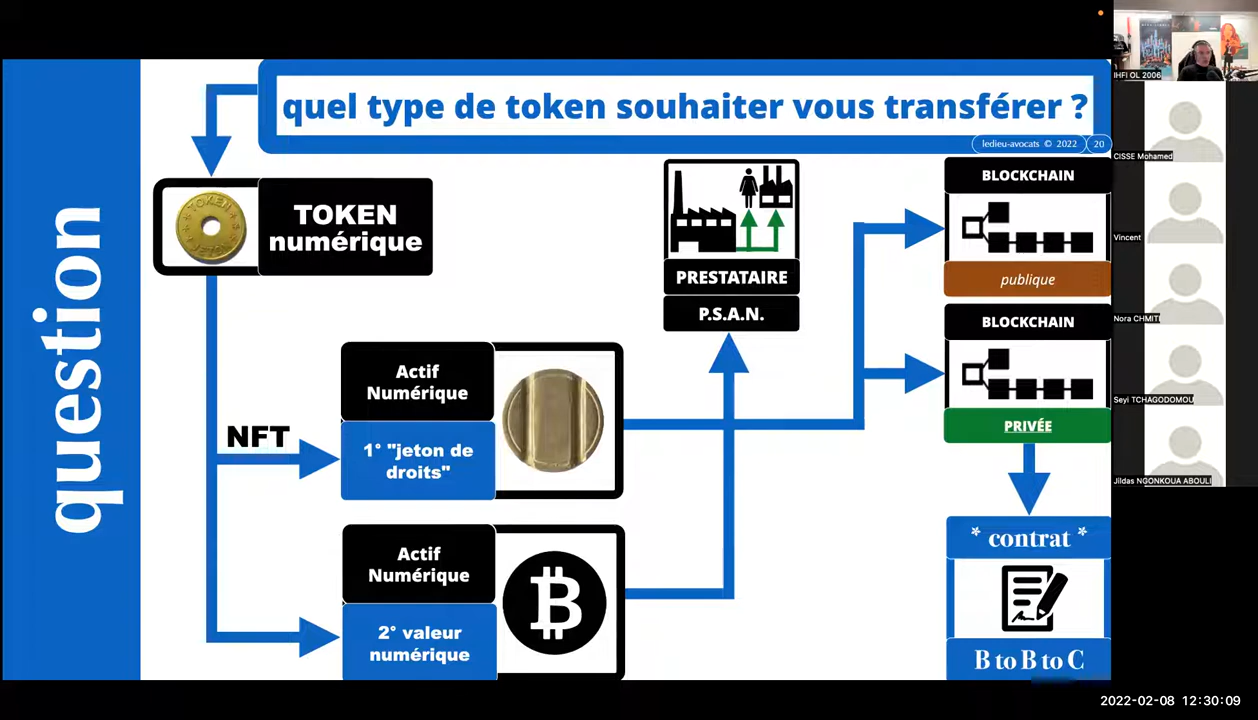 quel type de token souhaiter vous transférer ?
ledieu-avocats © 2022
20
question
TOKEN
JETON
TOKEN
numérique
PRESTATAIRE
P.S.A.N.
BLOCKCHAIN
publique
BLOCKCHAIN
PRIVÉE
Actif
Numérique
1° "jeton de
droits"
NFT
Actif
Numérique
2° valeur
numérique
* contrat *
B to B to C
IHFI OL 2006
CISSE Mohamed
Vincent
Nora CHMITI
Seyi TCHAGODOMOU
Jildas NGONKOUA ABOULI
2022-02-08 12:30:09